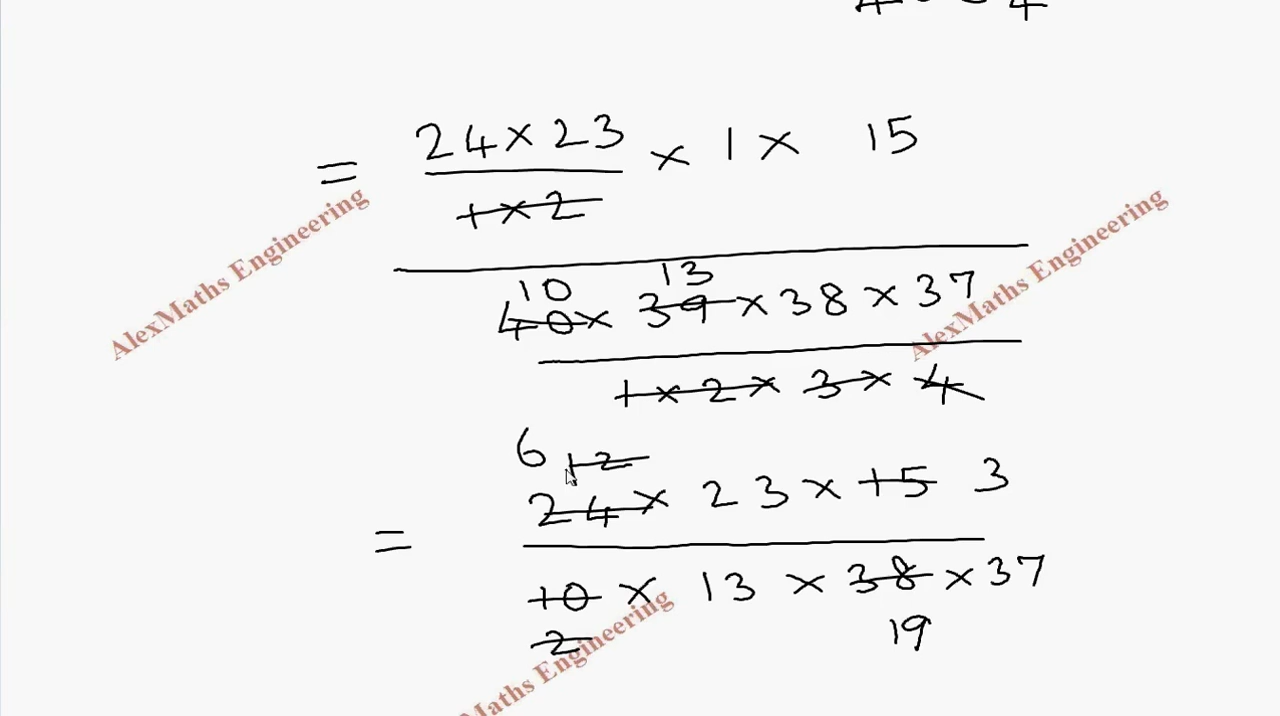 = 24 × 23 × 1 × 15
1 × 2
10 13
40 × 39 × 38 × 37
1 × 2 × 3 × 4
6 12
= 24 × 23 × 15 3
10 × 13 × 38 × 37
2 19
AlexMaths Engineering
AlexMaths Engineering
Maths Engineering